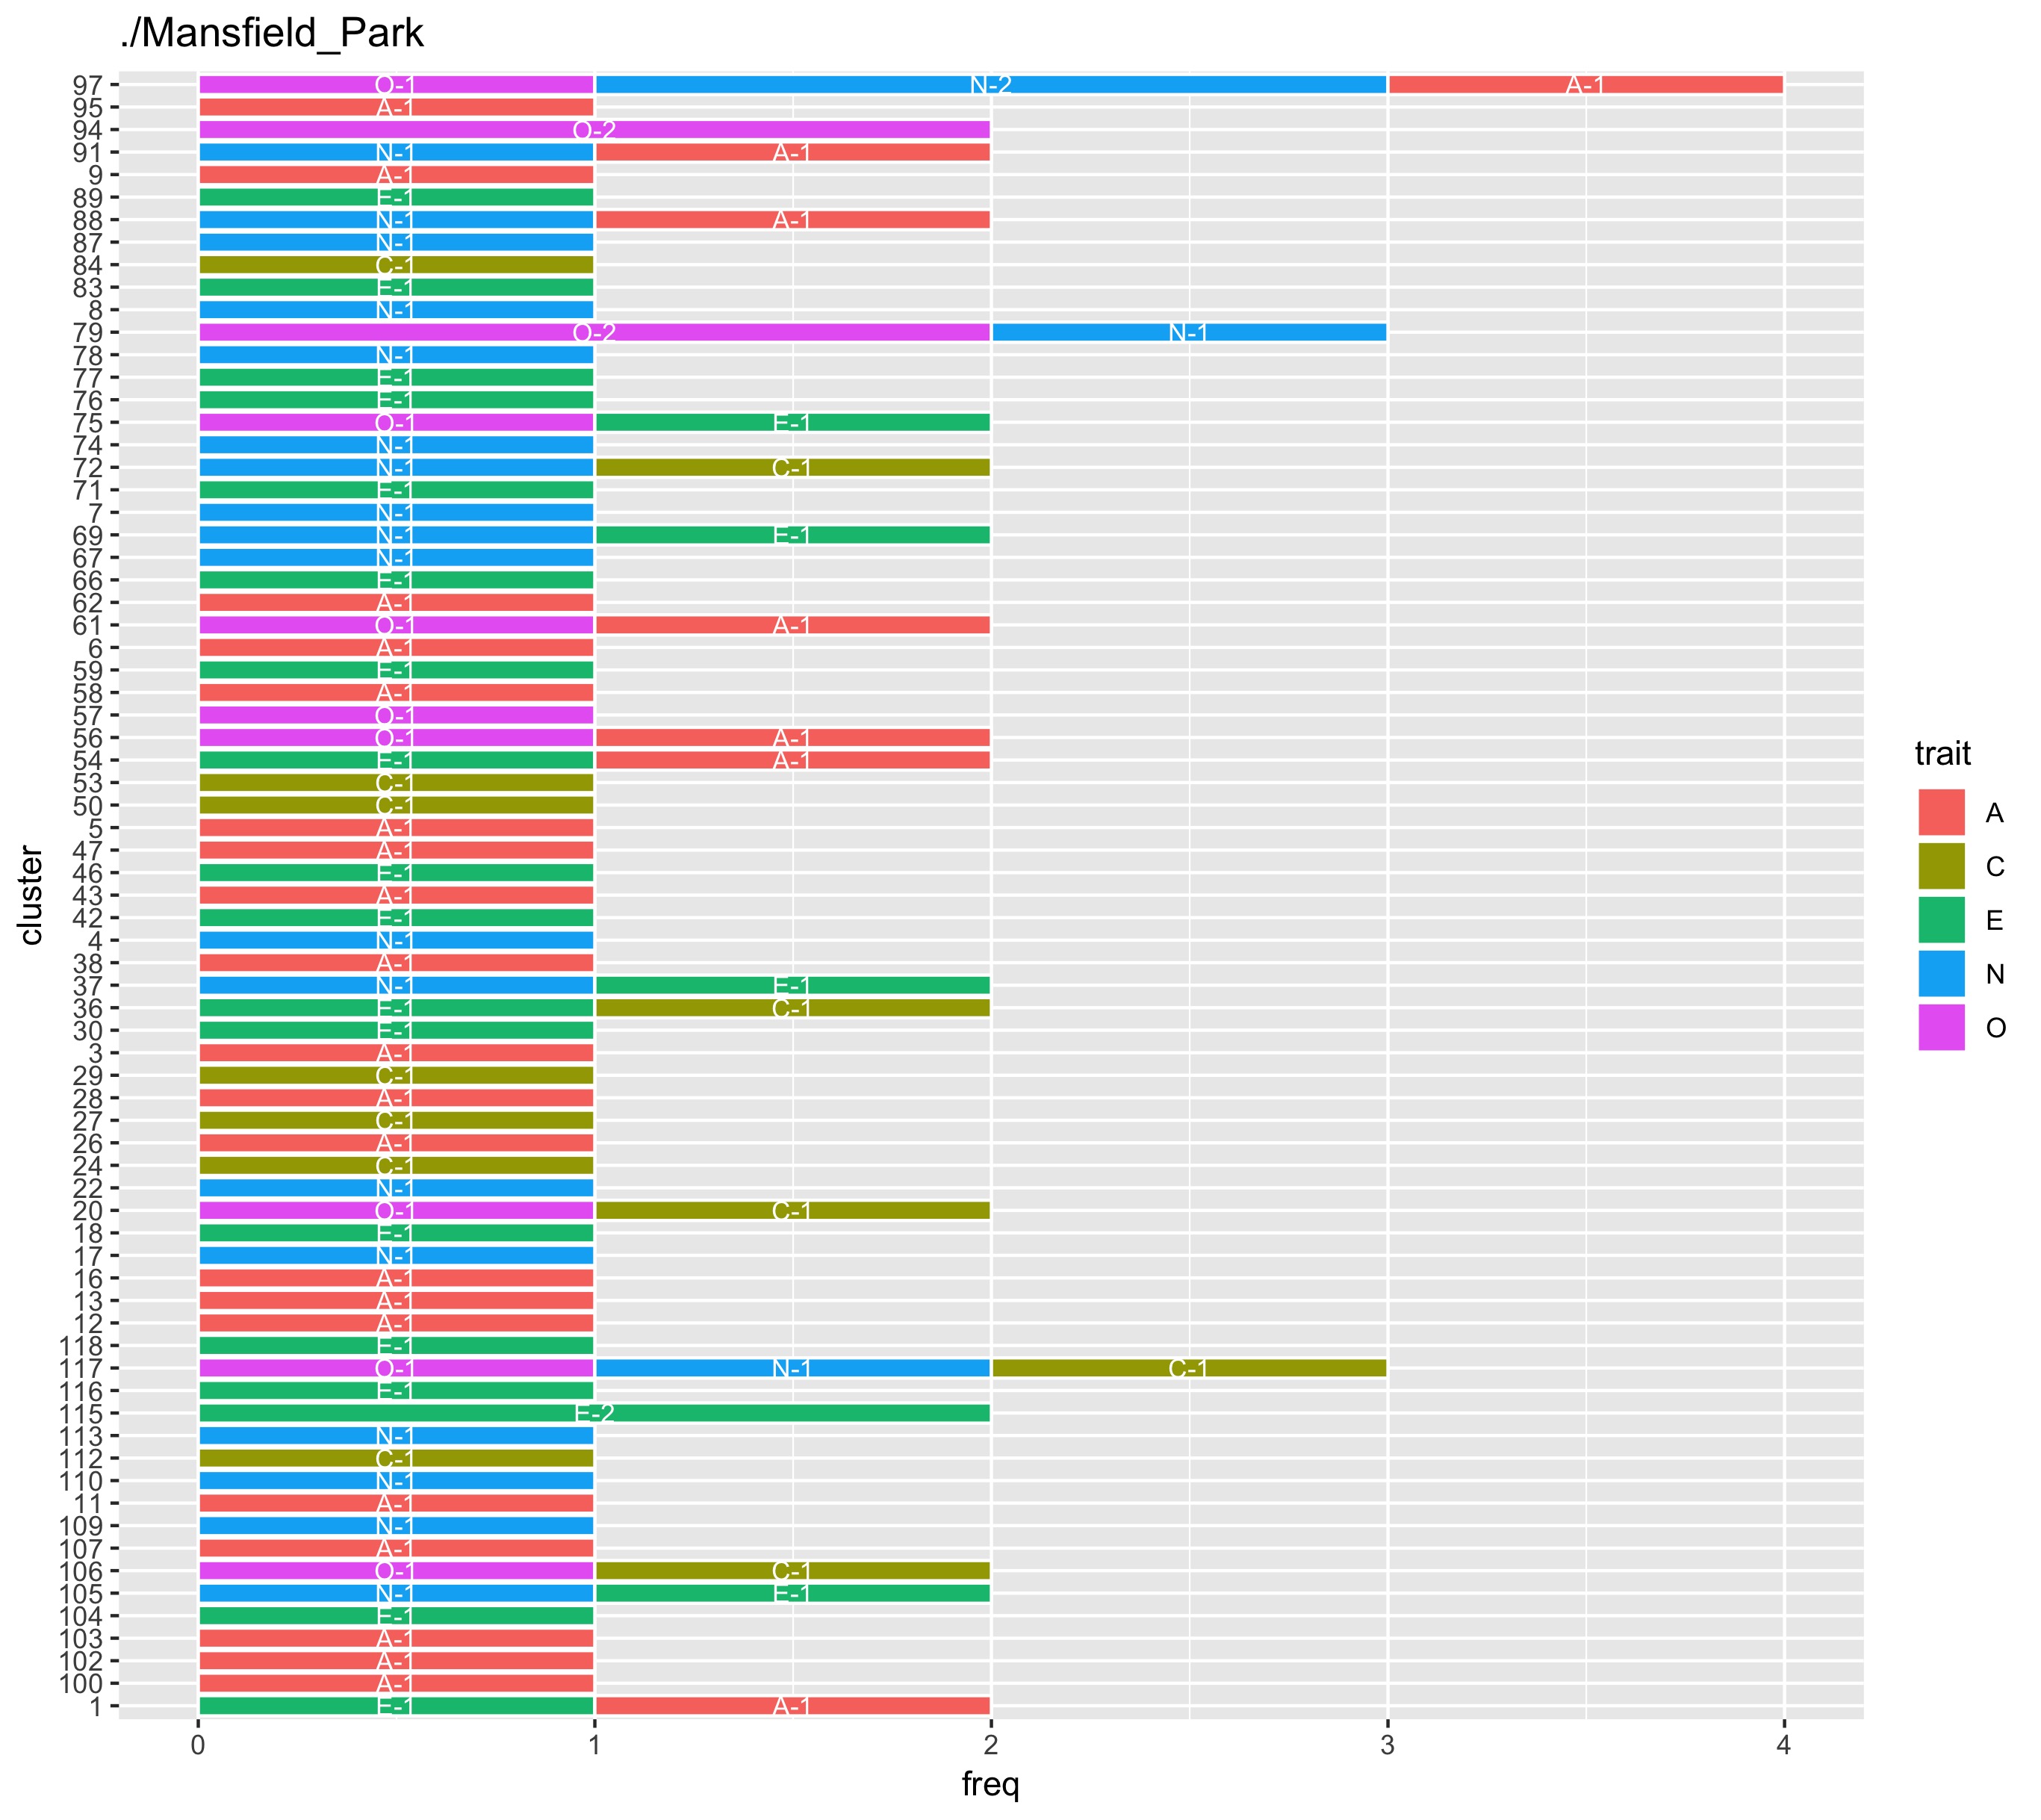 ./Mansfield_Park
97 O-1 N-2 A-1
95 A-1
94 O-2
91 N-1 A-1
9 A-1
89 E-1
88 N-1 A-1
87 N-1
84 C-1
83 E-1
8 N-1
79 O-2 N-1
78 N-1
77 E-1
76 E-1
75 O-1 E-1
74 N-1
72 N-1 C-1
71 E-1
7 N-1
69 N-1 E-1
67 N-1
66 E-1
62 A-1
61 O-1 A-1
6 A-1
59 E-1
58 A-1
57 O-1
56 O-1 A-1
54 E-1 A-1
53 C-1
50 C-1
5 A-1
47 A-1
46 E-1
43 A-1
42 E-1
4 N-1
38 A-1
37 N-1 E-1
36 E-1 C-1
30 E-1
3 A-1
29 C-1
28 A-1
27 C-1
26 A-1
24 C-1
22 N-1
20 O-1 C-1
18 E-1
17 N-1
16 A-1
13 A-1
12 A-1
118 E-1
117 O-1 N-1 C-1
116 E-1
115 E-2
113 N-1
112 C-1
110 N-1
11 A-1
109 N-1
107 A-1
106 O-1 C-1
105 N-1 E-1
104 E-1
103 A-1
102 A-1
100 A-1
1 E-1 A-1
0 1 2 3 4
freq
cluster
trait
A
C
E
N
O